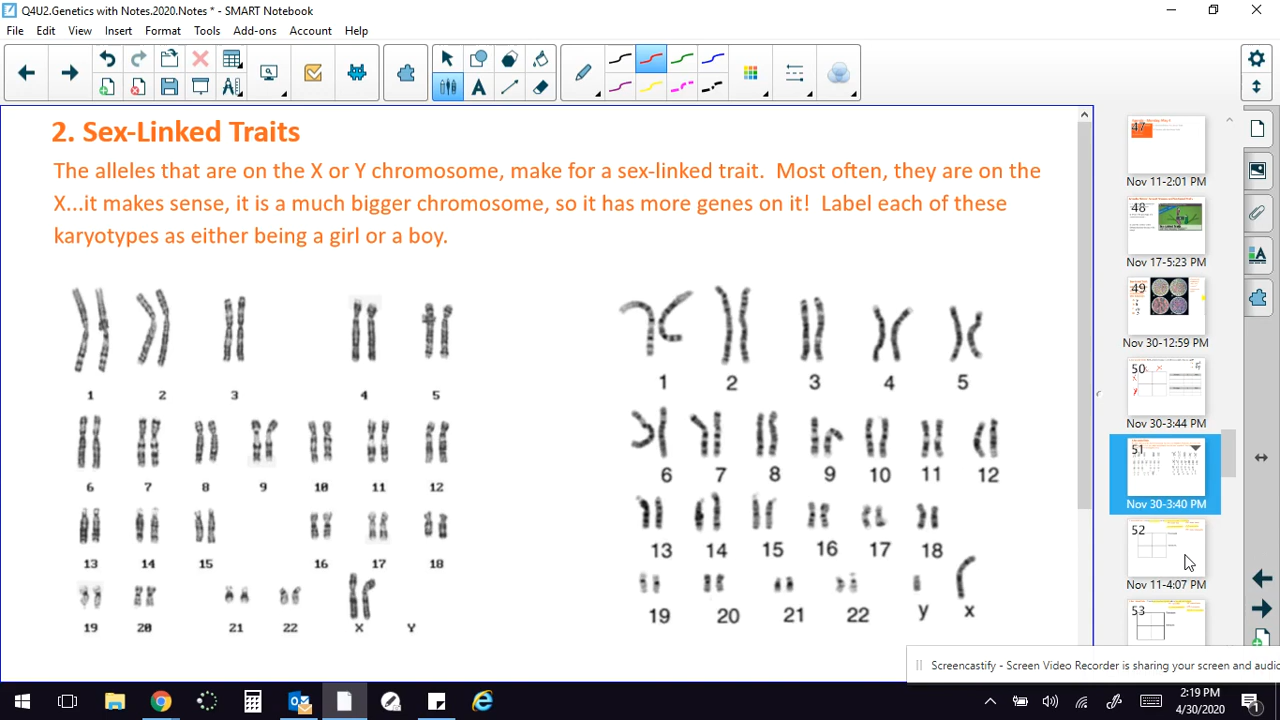 Q4U2.Genetics with Notes.2020.Notes * - SMART Notebook
File Edit View Insert Format Tools Add-ons Account Help
2. Sex-Linked Traits
The alleles that are on the X or Y chromosome, make for a sex-linked trait. Most often, they are on the
X...it makes sense, it is a much bigger chromosome, so it has more genes on it! Label each of these
karyotypes as either being a girl or a boy.
1 2 3 4 5
6 7 8 9 10 11 12
13 14 15 16 17 18
19 20 21 22 X Y
1 2 3 4 5
6 7 8 9 10 11 12
13 14 15 16 17 18
19 20 21 22 y x
47
Nov 11-2:01 PM
48
Nov 17-5:23 PM
49
Nov 30-12:59 PM
50
Nov 30-3:44 PM
51
Nov 30-3:40 PM
52
Nov 11-4:07 PM
53
Screencastify - Screen Video Recorder is sharing your screen and audio
2:19 PM
4/30/2020